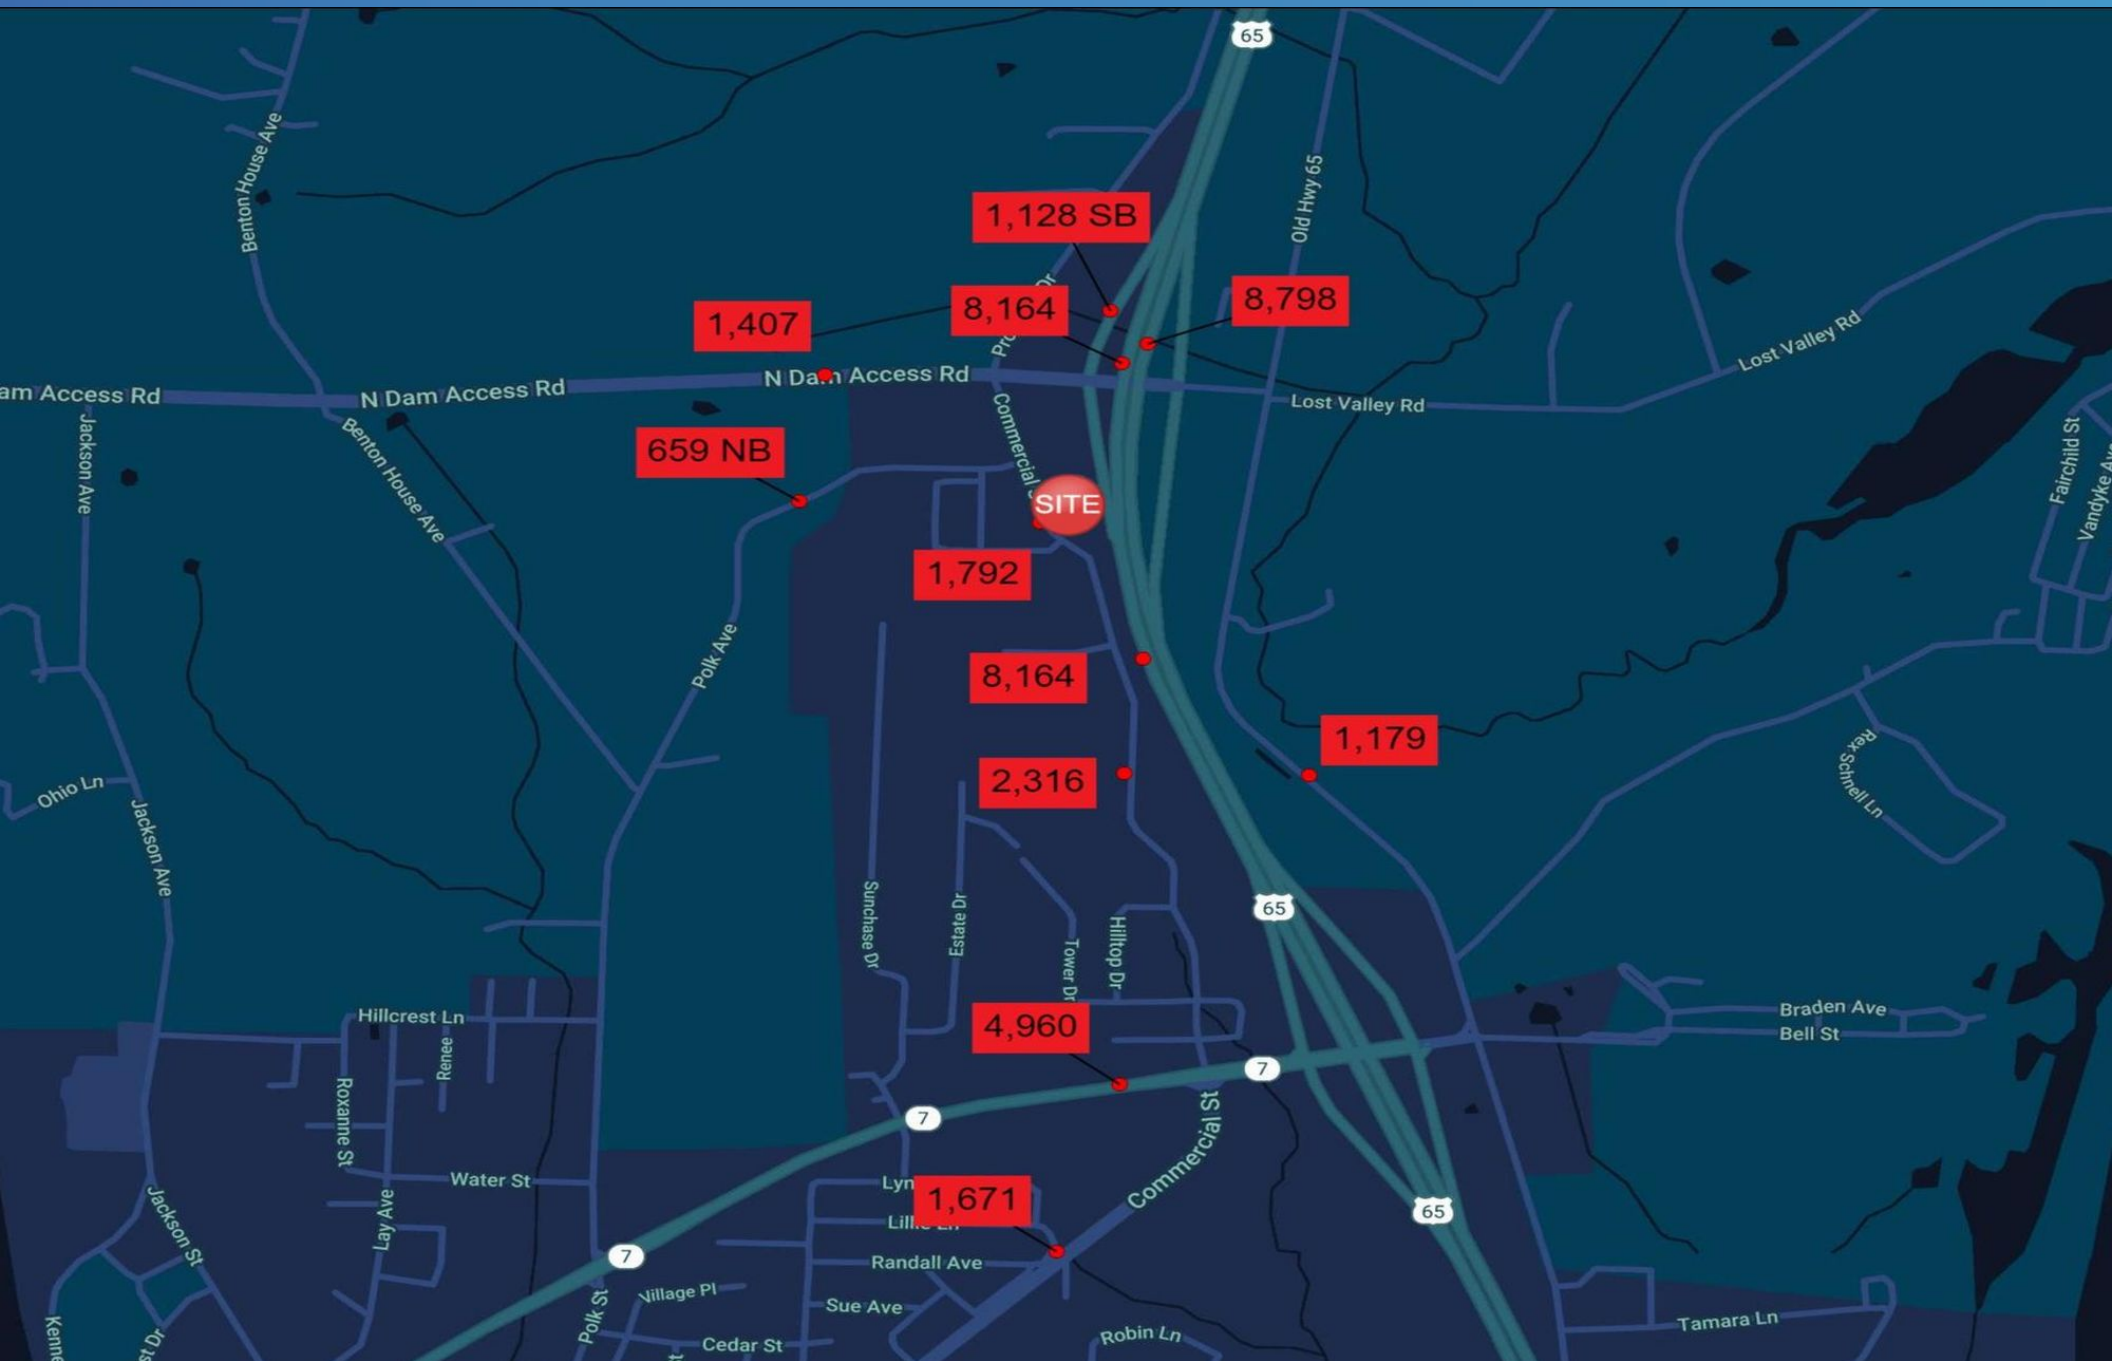 65
Benton House Ave
Old Hwy 65
1,128 SB
8,798
8,164
1,407
Lost Valley Rd
N Dam Access Rd
N Dam Access Rd
am Access Rd
Lost Valley Rd
Jackson Ave
Benton House Ave
Commercial
Fairchild St
659 NB
SITE
1,792
Polk Ave
8,164
1,179
2,316
Rex Schnell Ln
Ohio Ln
Jackson Ave
Sunchase Dr
Estate Dr
Hilltop Dr
Tower Dr
65
Hillcrest Ln
Renee
4,960
Braden Ave
Bell St
7
7
Roxanne St
Commercial St
Water St
Lay Ave
Jackson St
1,671
65
7
Randall Ave
Village Pl
Sue Ave
Polk St
Cedar St
Robin Ln
Tamara Ln